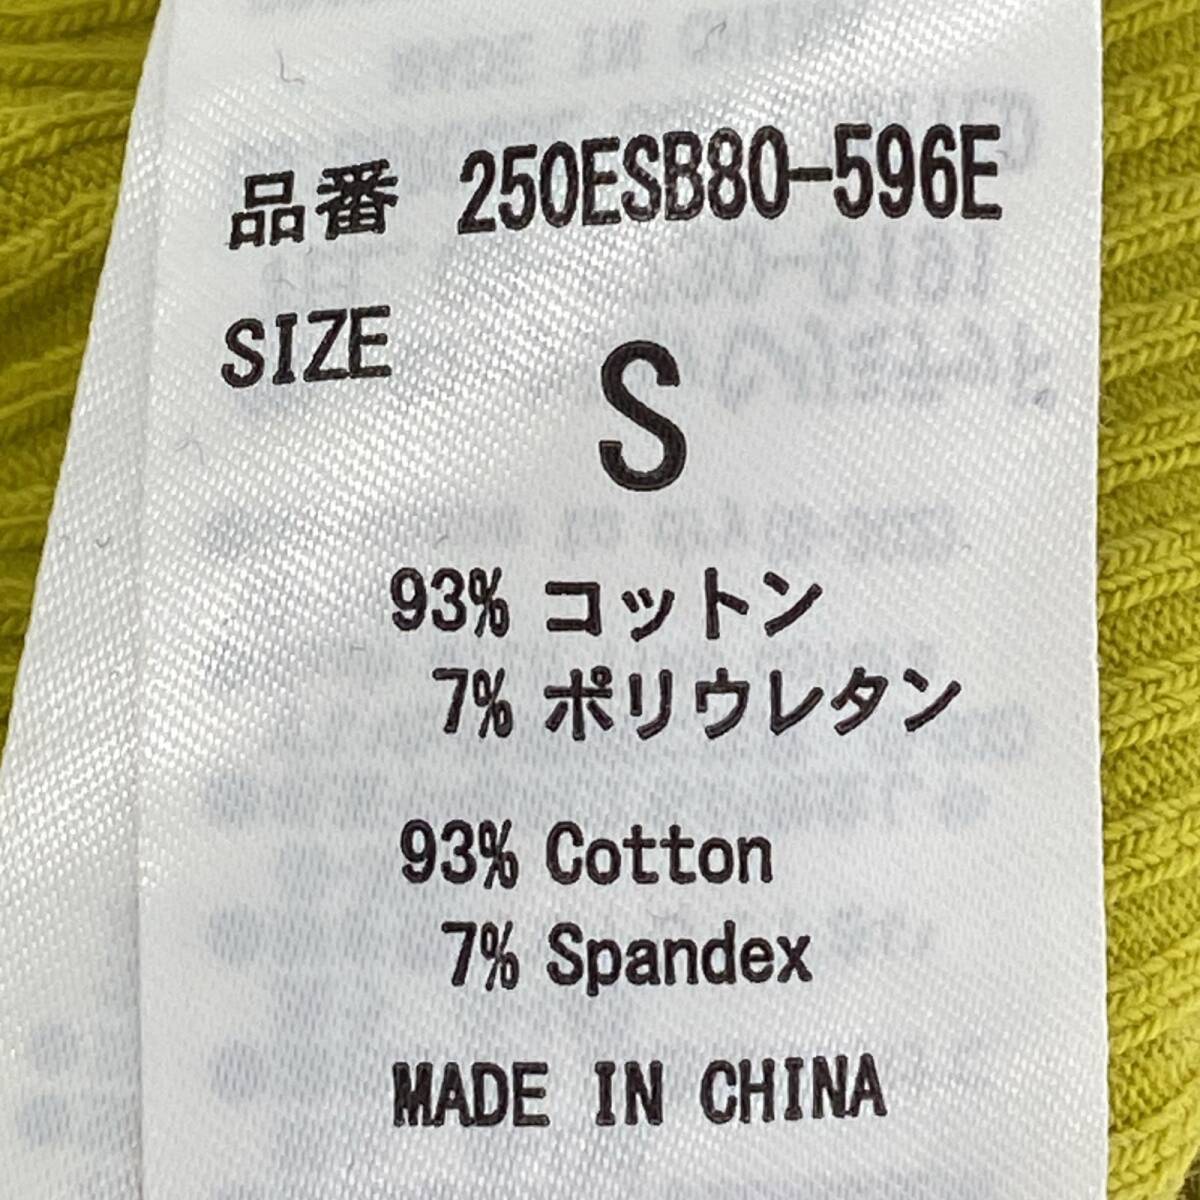 品番 250ESB80-596E
SIZE
S
93% コットン
7% ポリウレタン
93% Cotton
7% Spandex
MADE IN CHINA